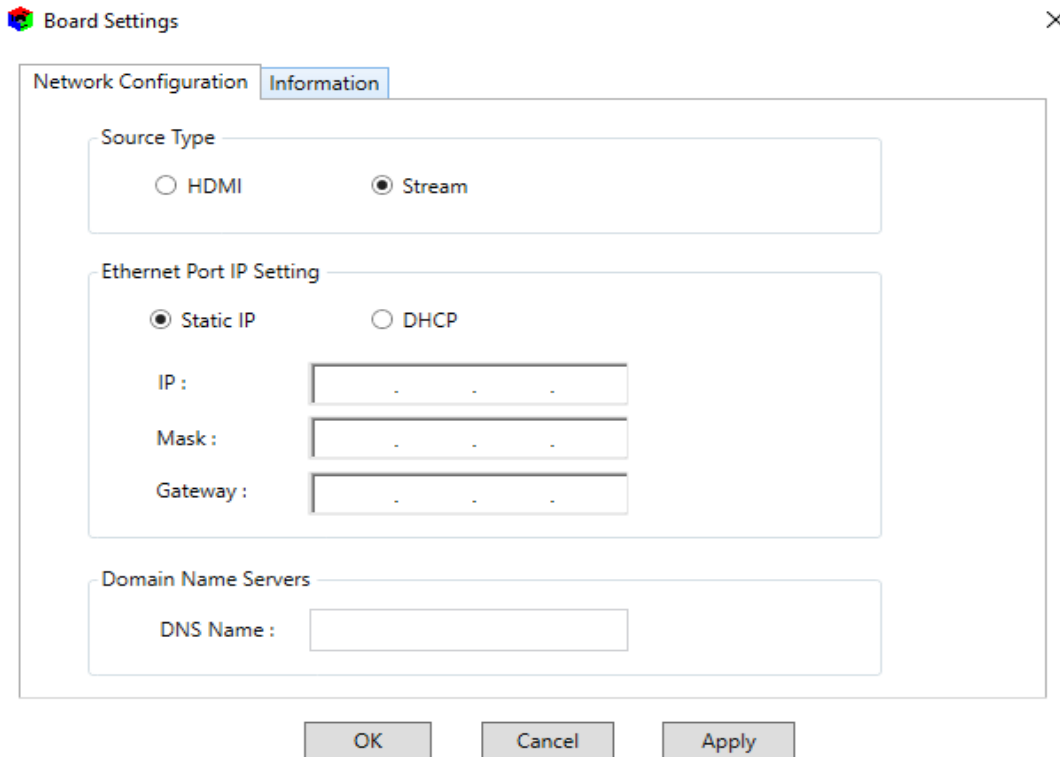 Board Settings
Network Configuration Information
Source Type
HDMI Stream
Ethernet Port IP Setting
Static IP DHCP
IP : . . .
Mask : . . .
Gateway : . . .
Domain Name Servers
DNS Name :
OK Cancel Apply